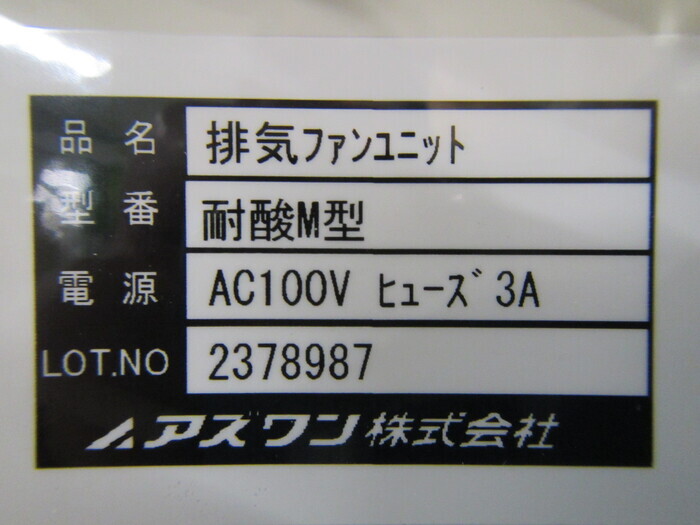 品名 排気ファンユニット
型番 耐酸M型
電源 AC100V ヒューズ 3A
LOT.NO 2378987
アズワン株式会社